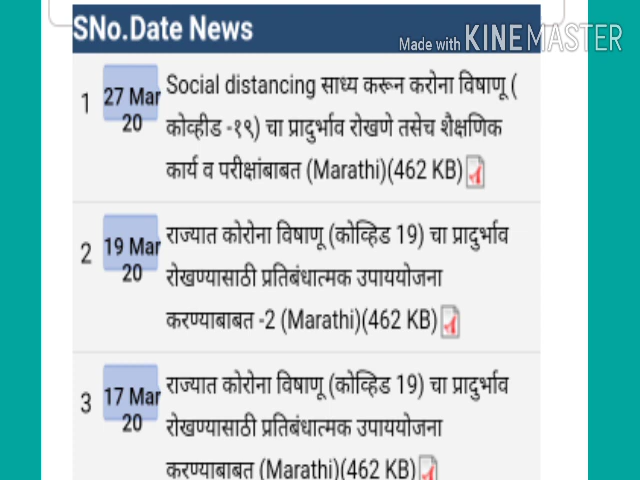 SNo.Date News
Made with KINEMASTER
1 27 Mar 20 Social distancing साध्य करून करोना विषाणू (
कोव्हीड -१९) चा प्रादुर्भाव रोखणे तसेच शैक्षणिक
कार्य व परीक्षांबाबत (Marathi)(462 KB)
2 19 Mar 20 राज्यात कोरोना विषाणू (कोव्हिड 19) चा प्रादुर्भाव
रोखण्यासाठी प्रतिबंधात्मक उपाययोजना
करण्याबाबत -2 (Marathi)(462 KB)
3 17 Mar 20 राज्यात कोरोना विषाणू (कोव्हिड 19) चा प्रादुर्भाव
रोखण्यासाठी प्रतिबंधात्मक उपाययोजना
करण्याबाबत (Marathi)(462 KB)